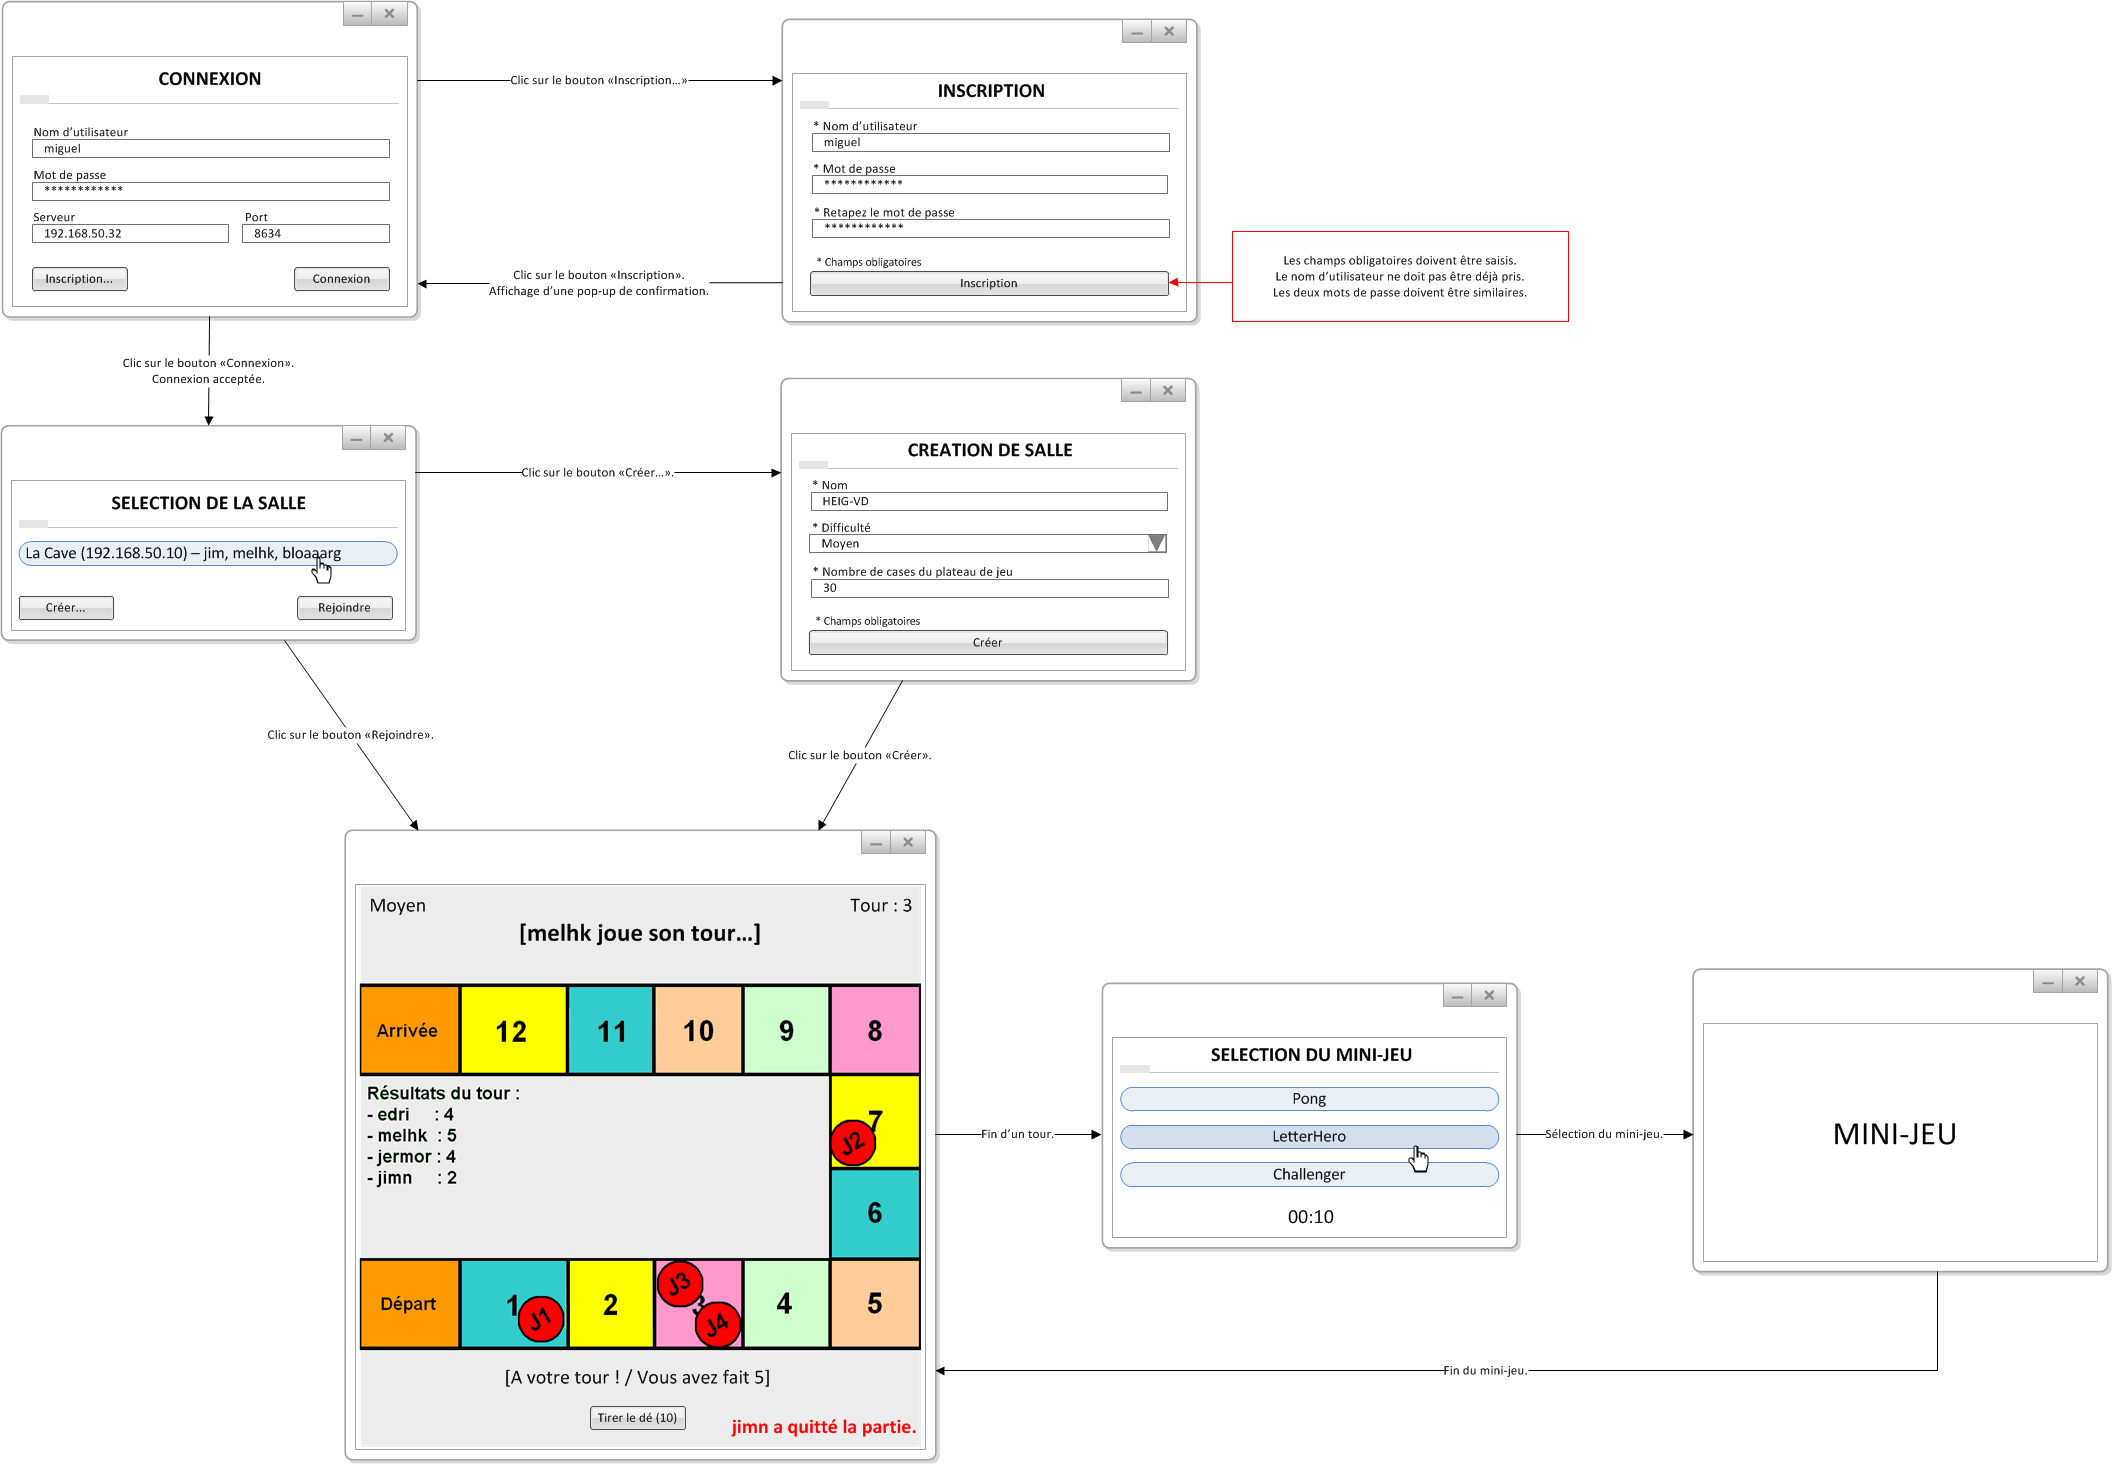 CONNEXION
Nom d’utilisateur
miguel
Mot de passe
************
Serveur
Port
192.168.50.32
8634
Inscription...
Connexion
Clic sur le bouton «Inscription…»
INSCRIPTION
* Nom d’utilisateur
miguel
* Mot de passe
************
* Retapez le mot de passe
************
* Champs obligatoires
Inscription
Les champs obligatoires doivent être saisis.
Le nom d’utilisateur ne doit pas être déjà pris.
Les deux mots de passe doivent être similaires.
Clic sur le bouton «Inscription».
Affichage d’une pop-up de confirmation.
Clic sur le bouton «Connexion».
Connexion acceptée.
SELECTION DE LA SALLE
La Cave (192.168.50.10) – jim, melhk, bloaaarg
Créer...
Rejoindre
Clic sur le bouton «Créer…».
CREATION DE SALLE
* Nom
HEIG-VD
* Difficulté
Moyen
* Nombre de cases du plateau de jeu
30
* Champs obligatoires
Créer
Clic sur le bouton «Rejoindre».
Clic sur le bouton «Créer».
Moyen
Tour : 3
[melhk joue son tour…]
Arrivée
12
11
10
9
8
Résultats du tour :
- edri : 4
- melhk : 5
- jermor : 4
- jimn : 2
7
J2
6
Départ
1
J1
2
J3
3
J4
4
5
[A votre tour ! / Vous avez fait 5]
Tirer le dé (10)
jimn a quitté la partie.
Fin d’un tour.
SELECTION DU MINI-JEU
Pong
LetterHero
Challenger
00:10
Sélection du mini-jeu.
MINI-JEU
Fin du mini-jeu.